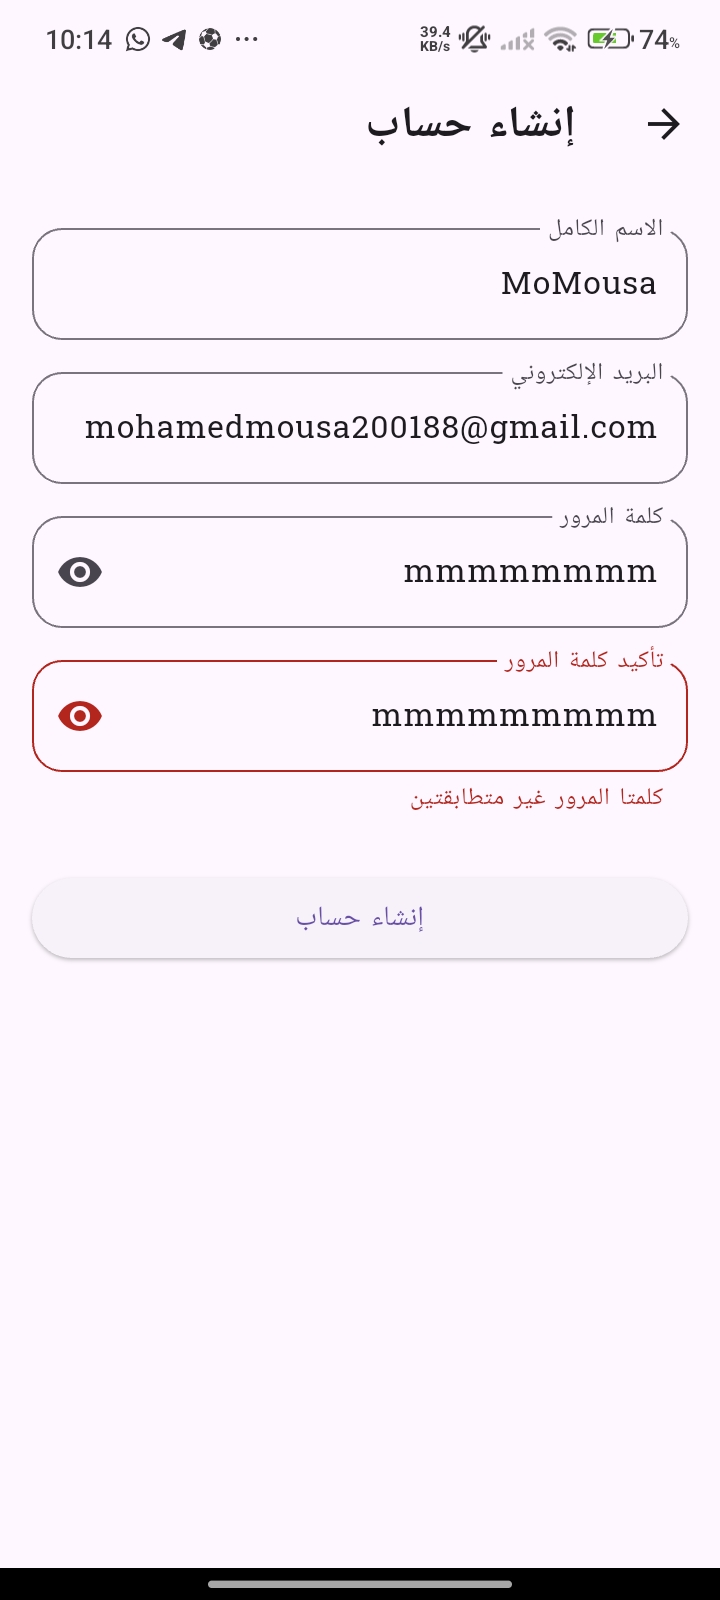 10:14 39.4 KB/s 74%
إنشاء حساب
الاسم الكامل
MoMousa
البريد الإلكتروني
mohamedmousa200188@gmail.com
كلمة المرور
mmmmmmmm
تأكيد كلمة المرور
mmmmmmmmm
كلمتا المرور غير متطابقتين
إنشاء حساب